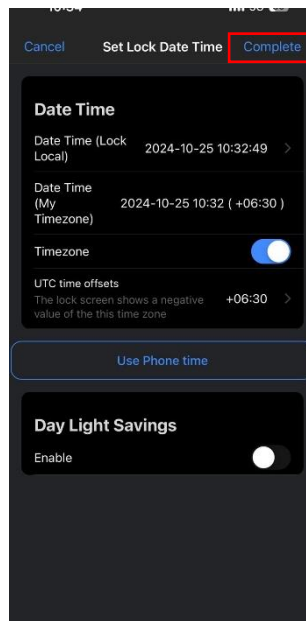 Cancel Set Lock Date Time Complete
Date Time
Date Time (Lock
Local) 2024-10-25 10:32:49
Date Time
(My
Timezone) 2024-10-25 10:32 ( +06:30 )
Timezone
UTC time offsets
The lock screen shows a negative
value of the this time zone +06:30
Use Phone time
Day Light Savings
Enable